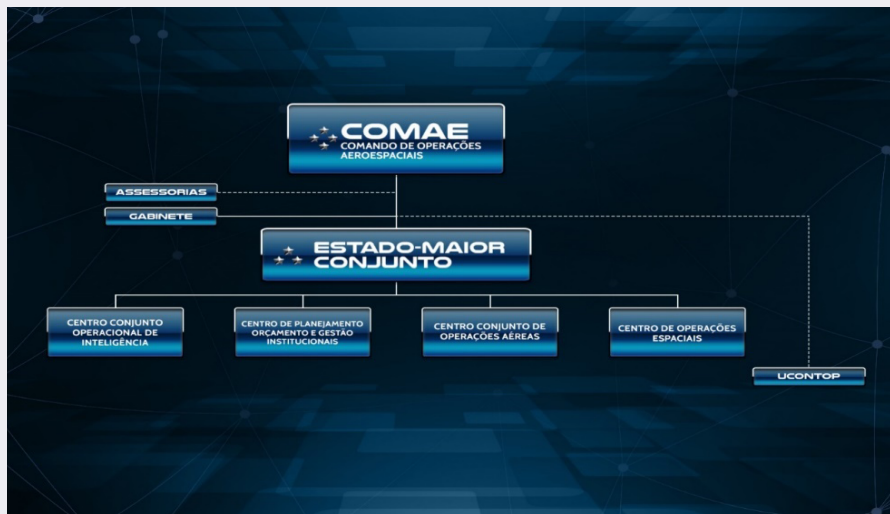 COMAE
COMANDO DE OPERAÇÕES
AEROESPACIAIS
ASSESSORIAS
GABINETE
ESTADO-MAIOR
CONJUNTO
CENTRO CONJUNTO
OPERACIONAL DE
INTELIGÊNCIA
CENTRO DE PLANEJAMENTO
ORÇAMENTO E GESTÃO
INSTITUCIONAIS
CENTRO CONJUNTO DE
OPERAÇÕES AÉREAS
CENTRO DE OPERAÇÕES
ESPACIAIS
UCONTOP